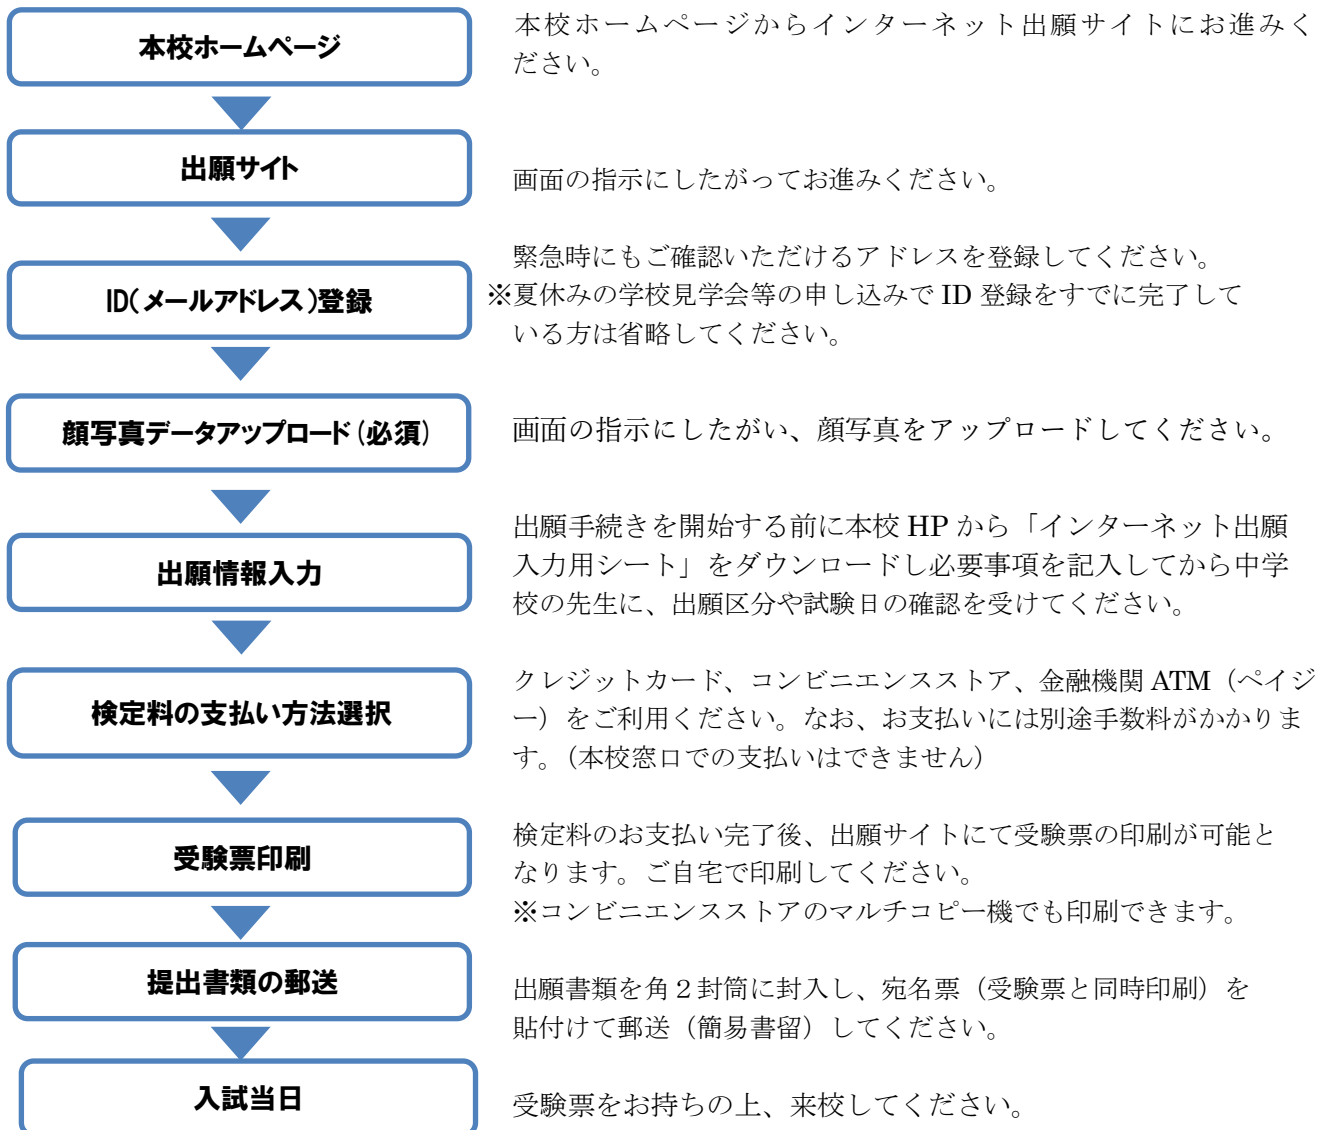 本校ホームページ
本校ホームページからインターネット出願サイトにお進みく
ださい。
出願サイト
画面の指示にしたがってお進みください。
ID(メールアドレス)登録
緊急時にもご確認いただけるアドレスを登録してください。
※夏休みの学校見学会等の申し込みで ID 登録をすでに完了して
いる方は省略してください。
顔写真データアップロード(必須)
画面の指示にしたがい、顔写真をアップロードしてください。
出願情報入力
出願手続きを開始する前に本校 HP から「インターネット出願
入力用シート」をダウンロードし必要事項を記入してから中学
校の先生に、出願区分や試験日の確認を受けてください。
検定料の支払い方法選択
クレジットカード、コンビニエンスストア、金融機関 ATM（ペイジ
ー）をご利用ください。なお、お支払いには別途手数料がかかりま
す。（本校窓口での支払いはできません）
受験票印刷
検定料のお支払い完了後、出願サイトにて受験票の印刷が可能と
なります。ご自宅で印刷してください。
※コンビニエンスストアのマルチコピー機でも印刷できます。
提出書類の郵送
出願書類を角２封筒に封入し、宛名票（受験票と同時印刷）を
貼付けて郵送（簡易書留）してください。
入試当日
受験票をお持ちの上、来校してください。